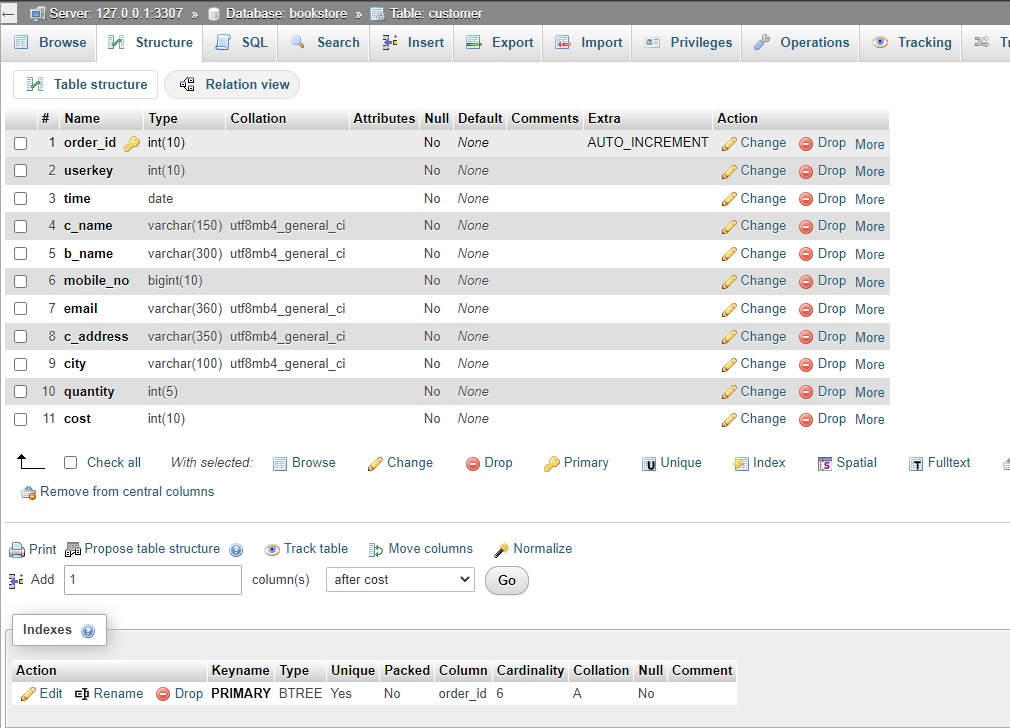 Server: 127.0.0.1:3307 » Database: bookstore » Table: customer
Browse Structure SQL Search Insert Export Import Privileges Operations Tracking
Table structure Relation view
# Name Type Collation Attributes Null Default Comments Extra Action
1 order_id int(10) No None AUTO_INCREMENT Change Drop More
2 userkey int(10) No None Change Drop More
3 time date No None Change Drop More
4 c_name varchar(150) utf8mb4_general_ci No None Change Drop More
5 b_name varchar(300) utf8mb4_general_ci No None Change Drop More
6 mobile_no bigint(10) No None Change Drop More
7 email varchar(360) utf8mb4_general_ci No None Change Drop More
8 c_address varchar(350) utf8mb4_general_ci No None Change Drop More
9 city varchar(100) utf8mb4_general_ci No None Change Drop More
10 quantity int(5) No None Change Drop More
11 cost int(10) No None Change Drop More
Check all With selected: Browse Change Drop Primary Unique Index Spatial Fulltext
Remove from central columns
Print Propose table structure Track table Move columns Normalize
Add 1 column(s) after cost Go
Indexes
Action Keyname Type Unique Packed Column Cardinality Collation Null Comment
Edit Rename Drop PRIMARY BTREE Yes No order_id 6 A No